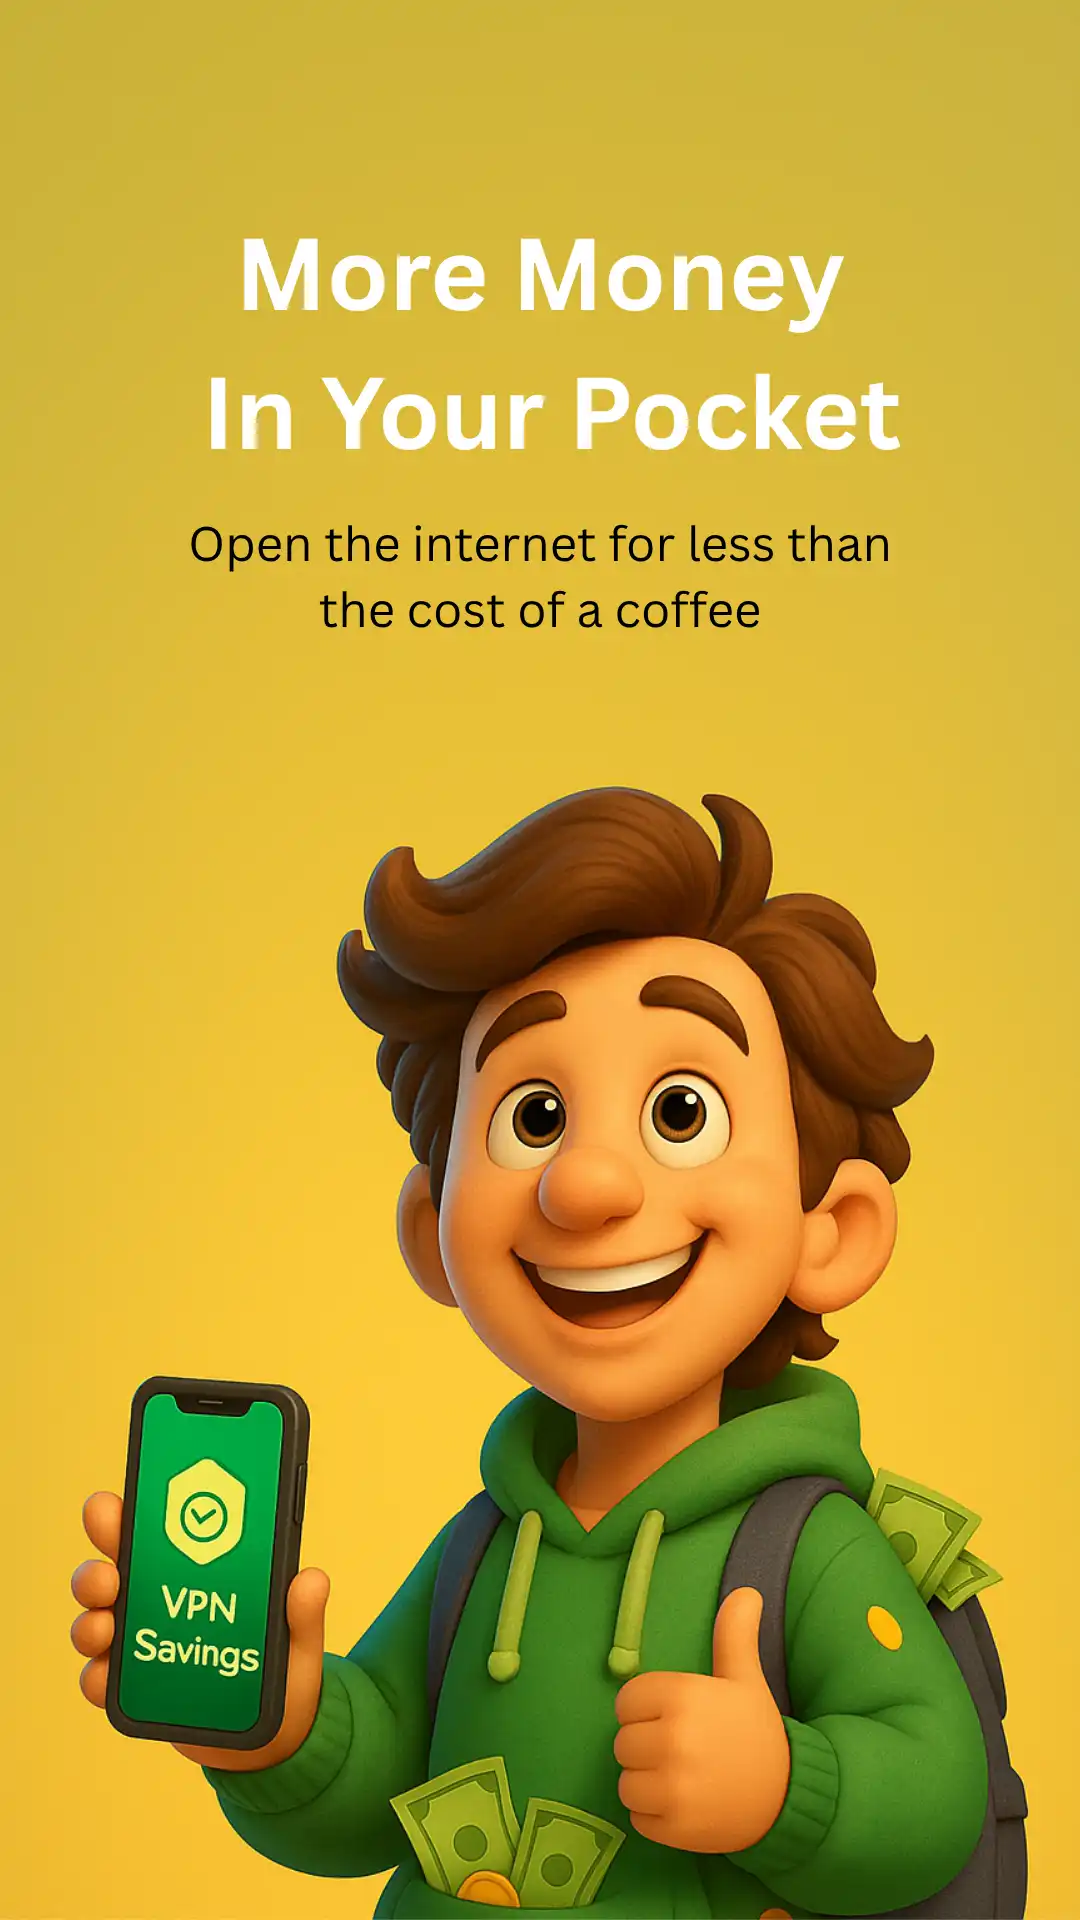 More Money
In Your Pocket
Open the internet for less than
the cost of a coffee
VPN
Savings